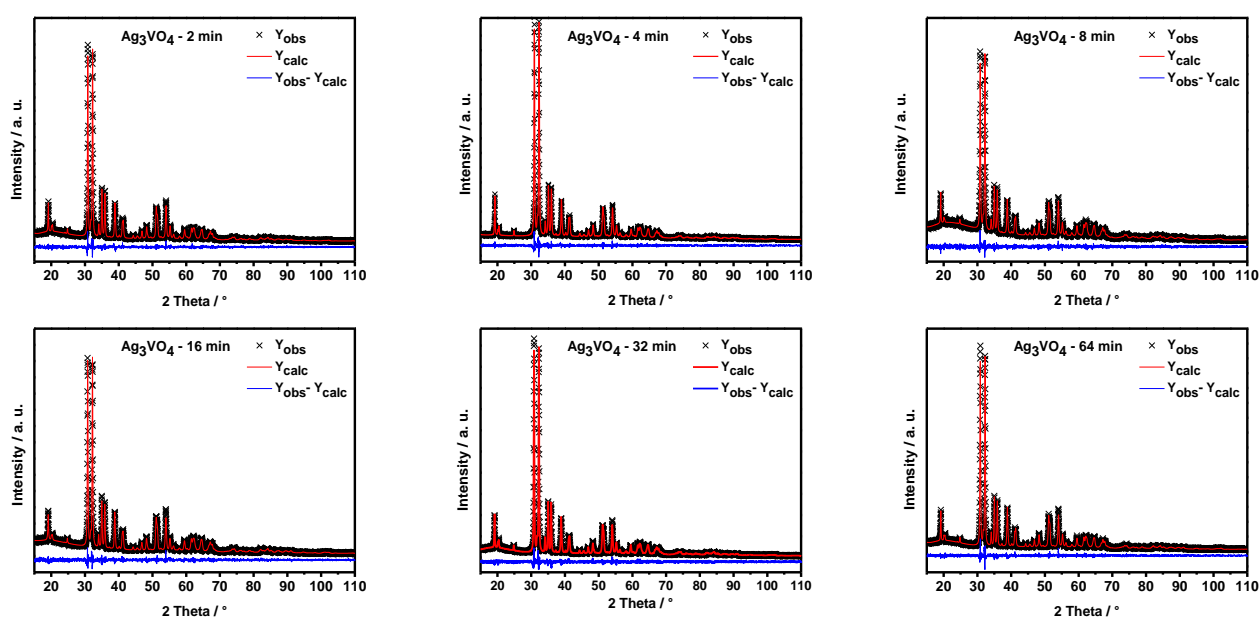 Ag3VO4 - 2 min
× Yobs
Ycalc
Yobs- Ycalc
Intensity / a. u.
20 30 40 50 60 70 80 90 100 110
2 Theta / °
Ag3VO4 - 4 min
× Yobs
Ycalc
Yobs- Ycalc
Intensity / a. u.
20 30 40 50 60 70 80 90 100 110
2 Theta / °
Ag3VO4 - 8 min
× Yobs
Ycalc
Yobs- Ycalc
Intensity / a. u.
20 30 40 50 60 70 80 90 100 110
2 Theta / °
Ag3VO4 - 16 min
× Yobs
Ycalc
Yobs- Ycalc
Intensity / a. u.
20 30 40 50 60 70 80 90 100 110
2 Theta / °
Ag3VO4 - 32 min
× Yobs
Ycalc
Yobs- Ycalc
Intensity / a. u.
20 30 40 50 60 70 80 90 100 110
2 Theta / °
Ag3VO4 - 64 min
× Yobs
Ycalc
Yobs- Ycalc
Intensity / a. u.
20 30 40 50 60 70 80 90 100 110
2 Theta / °